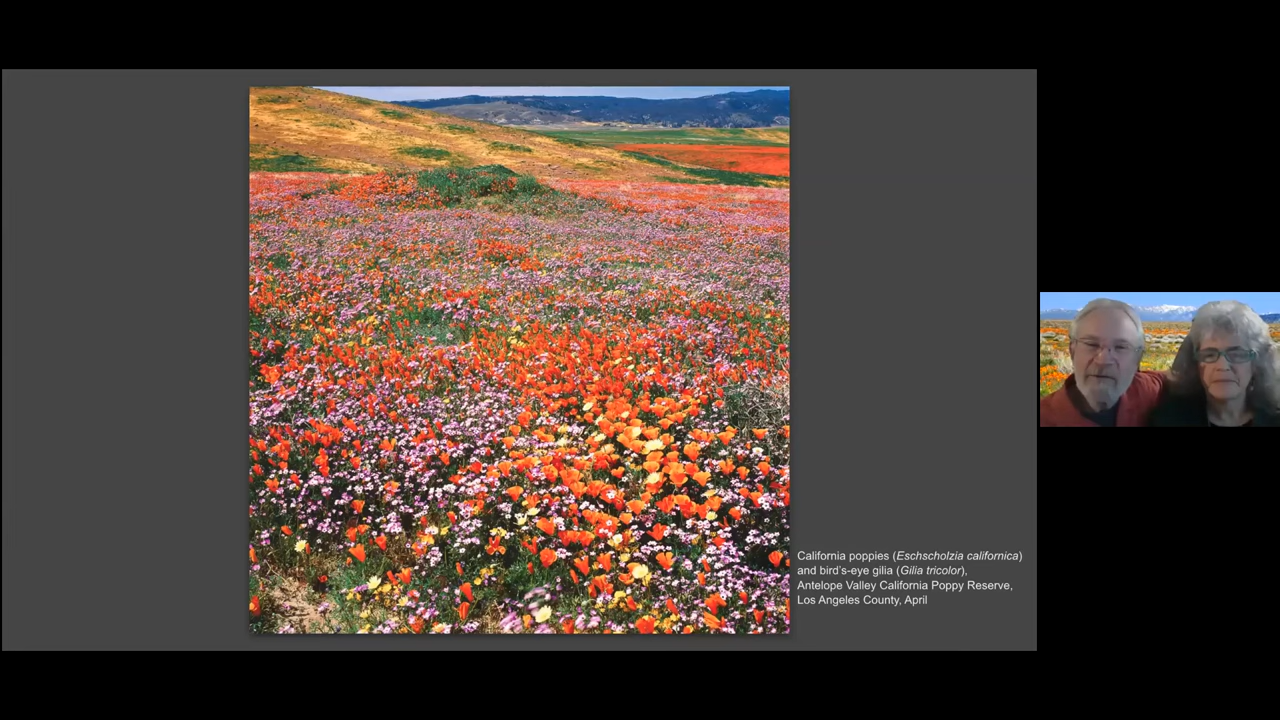 California poppies (Eschscholzia californica)
and bird's-eye gilia (Gilia tricolor),
Antelope Valley California Poppy Reserve,
Los Angeles County, April